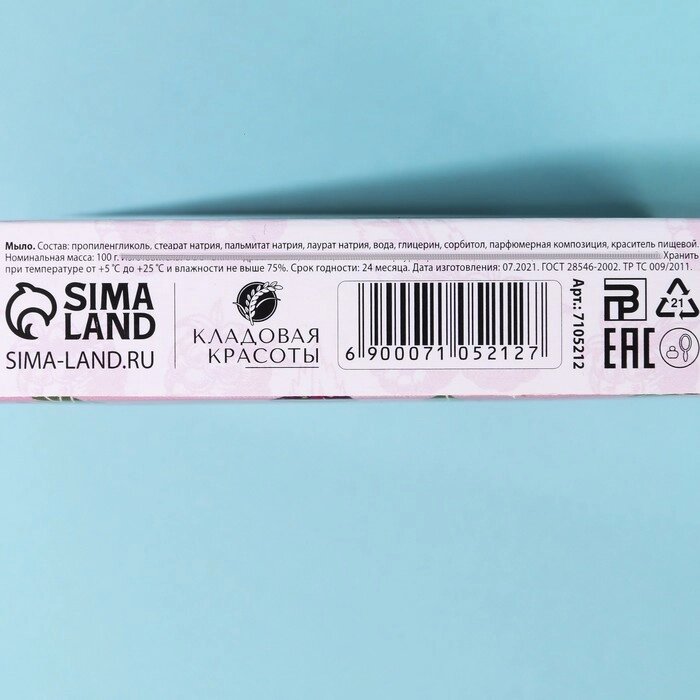 Мыло. Состав: пропиленгликоль, стеарат натрия, пальмитат натрия, лаурат натрия, вода, глицерин, сорбитол, парфюмерная композиция, краситель пищевой.
Номинальная масса: 100 г. Хранить
при температуре от +5 °C до +25 °C и влажности не выше 75%. Срок годности: 24 месяца. Дата изготовления: 07.2021. ГОСТ 28546-2002. ТР ТС 009/2011.
SIMA
LAND
SIMA-LAND.RU
КЛАДОВАЯ
КРАСОТЫ
6 900071 052127
Арт.: 7105212
EAC
21